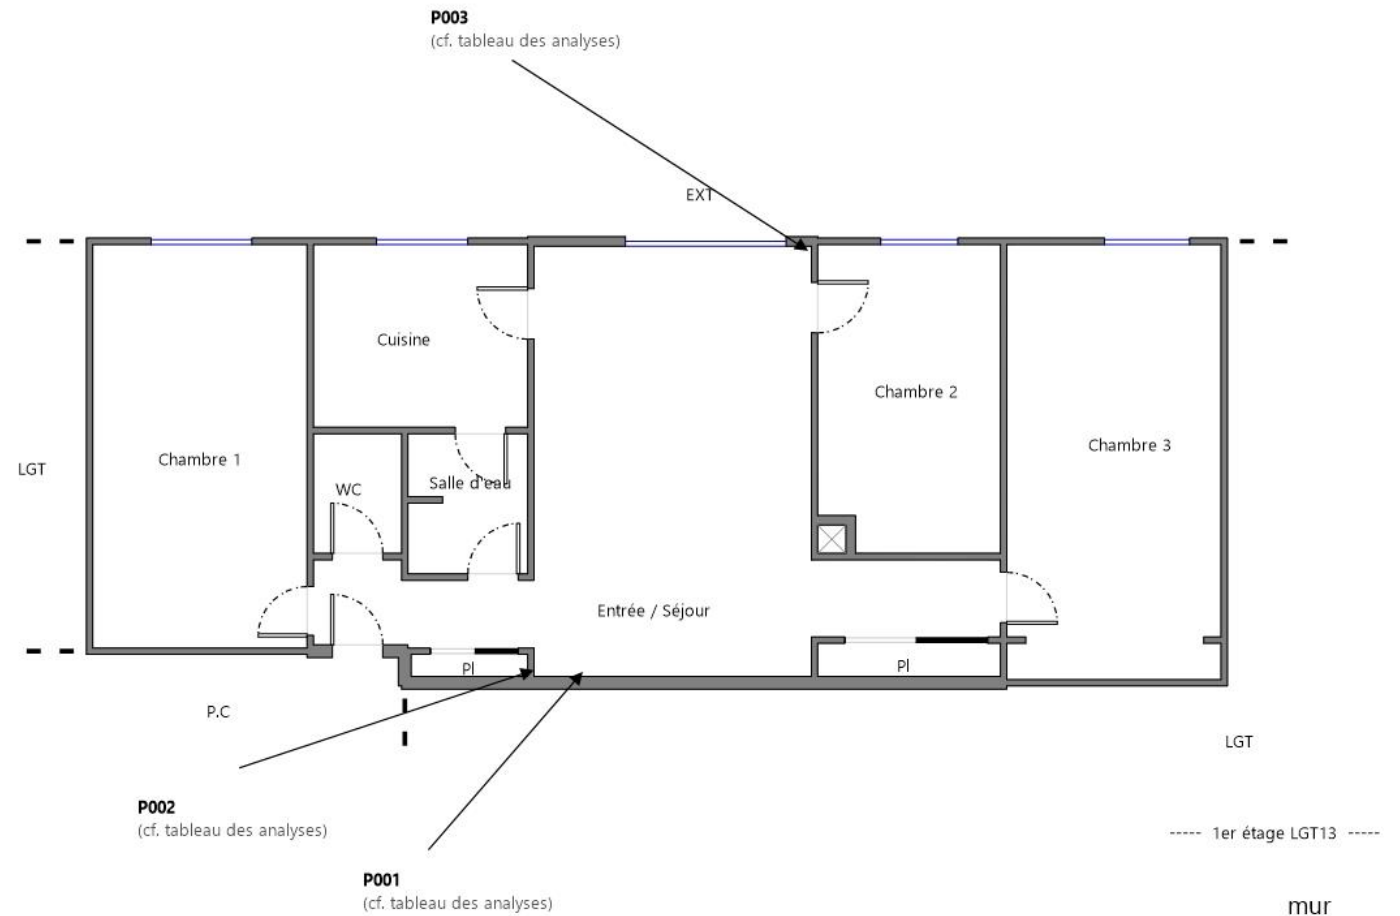 P003
(cf. tableau des analyses)
EXT
Cuisine
Chambre 2
Chambre 3
Chambre 1
LGT
WC
Salle d'eau
Entrée / Séjour
Pl
Pl
P.C
LGT
P002
(cf. tableau des analyses)
----- 1er étage LGT13 -----
P001
(cf. tableau des analyses)
mur